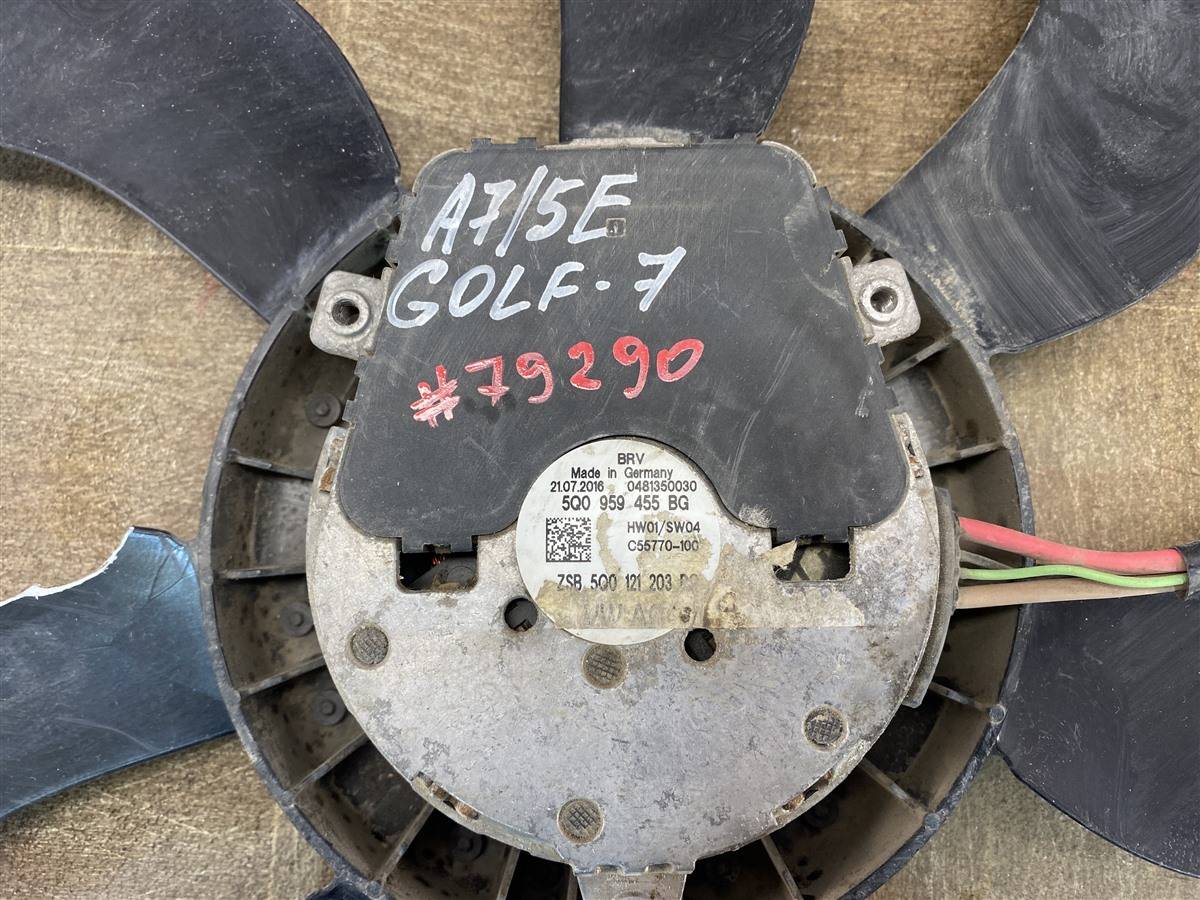 A7/5E
GOLF-7
#79290
BRV
Made in Germany
21.07.2016 0481350030
5Q0 959 455 BG
HW01/SW04
C55770-100
ZSB 5Q0 121 203